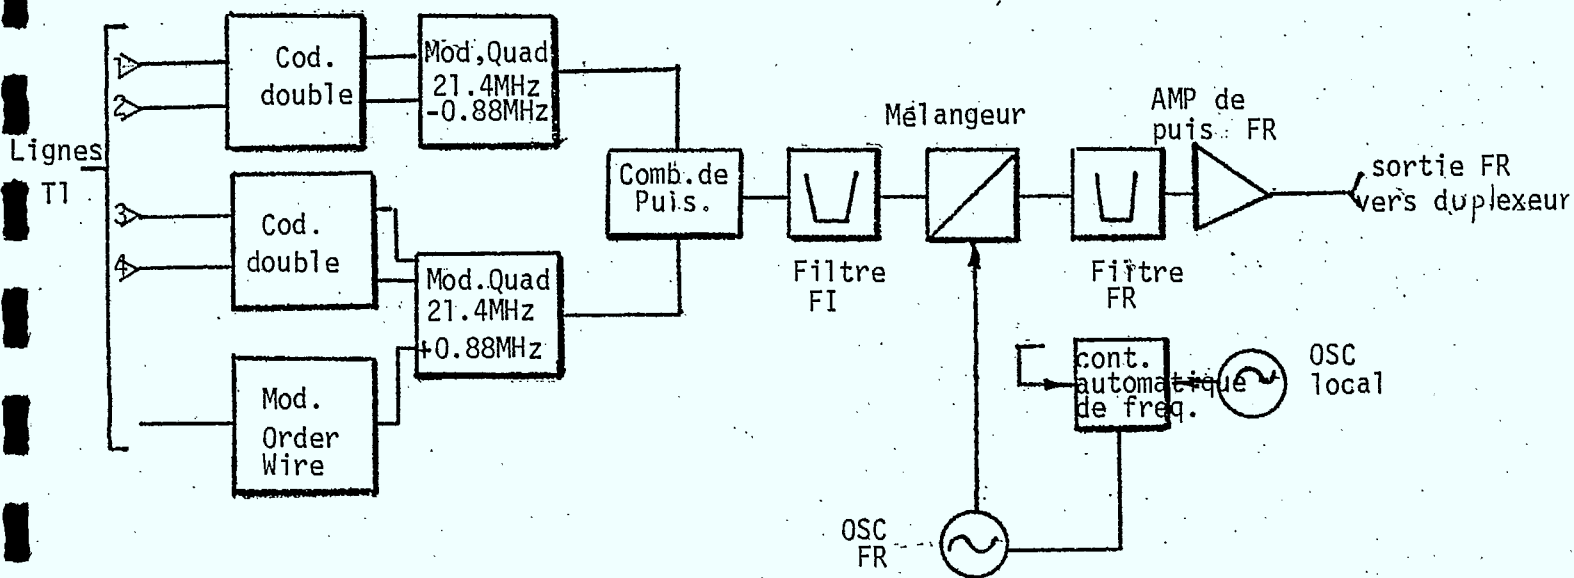 Lignes
T1
1
2
3
4
Cod.
double
Mod,Quad
21.4MHz
-0.88MHz
Cod.
double
Mod.Quad
21.4MHz
+0.88MHz
Mod.
Order
Wire
Comb.de
Puis.
Filtre
FI
Mélangeur
Filtre
FR
AMP de
puis. FR
sortie FR
vers duplexeur
cont.
automatique
de freq.
OSC
local
OSC
FR